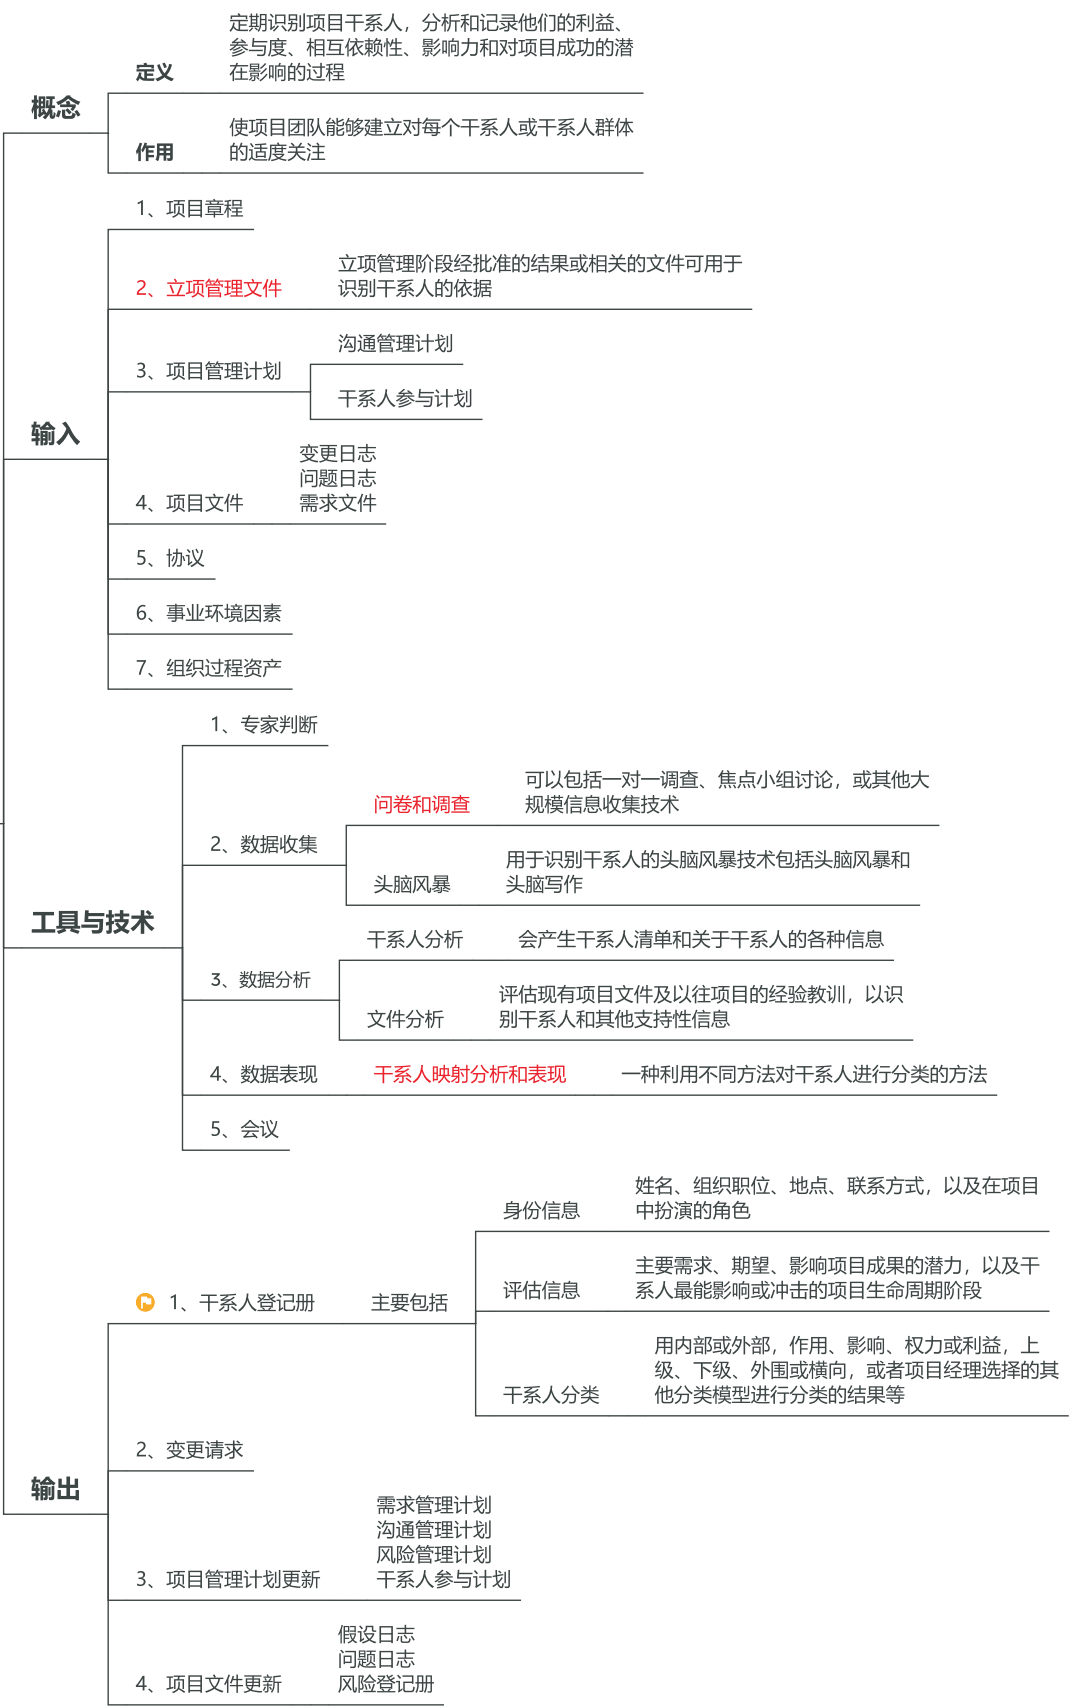 概念
定义
定期识别项目干系人，分析和记录他们的利益、
参与度、相互依赖性、影响力和对项目成功的潜
在影响的过程
作用
使项目团队能够建立对每个干系人或干系人群体
的适度关注
输入
1、项目章程
2、立项管理文件
立项管理阶段经批准的结果或相关的文件可用于
识别干系人的依据
3、项目管理计划
沟通管理计划
干系人参与计划
4、项目文件
变更日志
问题日志
需求文件
5、协议
6、事业环境因素
7、组织过程资产
工具与技术
1、专家判断
2、数据收集
问卷和调查
可以包括一对一调查、焦点小组讨论，或其他大
规模信息收集技术
头脑风暴
用于识别干系人的头脑风暴技术包括头脑风暴和
头脑写作
3、数据分析
干系人分析
会产生干系人清单和关于干系人的各种信息
文件分析
评估现有项目文件及以往项目的经验教训，以识
别干系人和其他支持性信息
4、数据表现
干系人映射分析和表现
一种利用不同方法对干系人进行分类的方法
5、会议
输出
1、干系人登记册
主要包括
身份信息
姓名、组织职位、地点、联系方式，以及在项目
中扮演的角色
评估信息
主要需求、期望、影响项目成果的潜力，以及干
系人最能影响或冲击的项目生命周期阶段
干系人分类
用内部或外部，作用、影响、权力或利益，上
级、下级、外围或横向，或者项目经理选择的其
他分类模型进行分类的结果等
2、变更请求
3、项目管理计划更新
需求管理计划
沟通管理计划
风险管理计划
干系人参与计划
4、项目文件更新
假设日志
问题日志
风险登记册